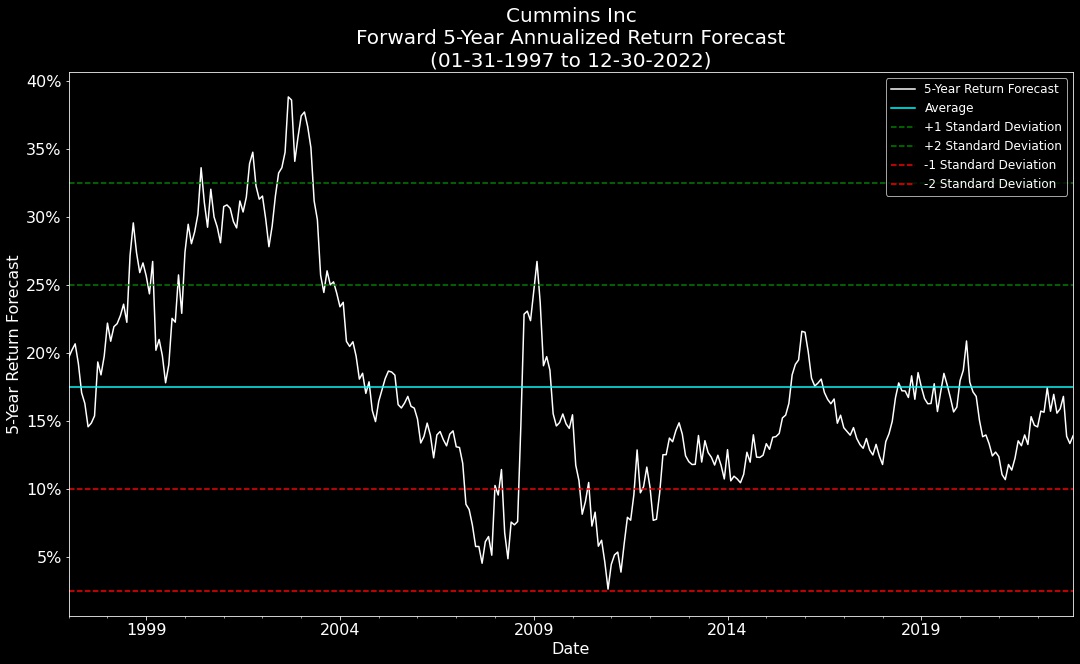 Cummins Inc
Forward 5-Year Annualized Return Forecast
(01-31-1997 to 12-30-2022)
5-Year Return Forecast
Average
+1 Standard Deviation
+2 Standard Deviation
-1 Standard Deviation
-2 Standard Deviation
5-Year Return Forecast
40%
35%
30%
25%
20%
15%
10%
5%
1999
2004
2009
2014
2019
Date